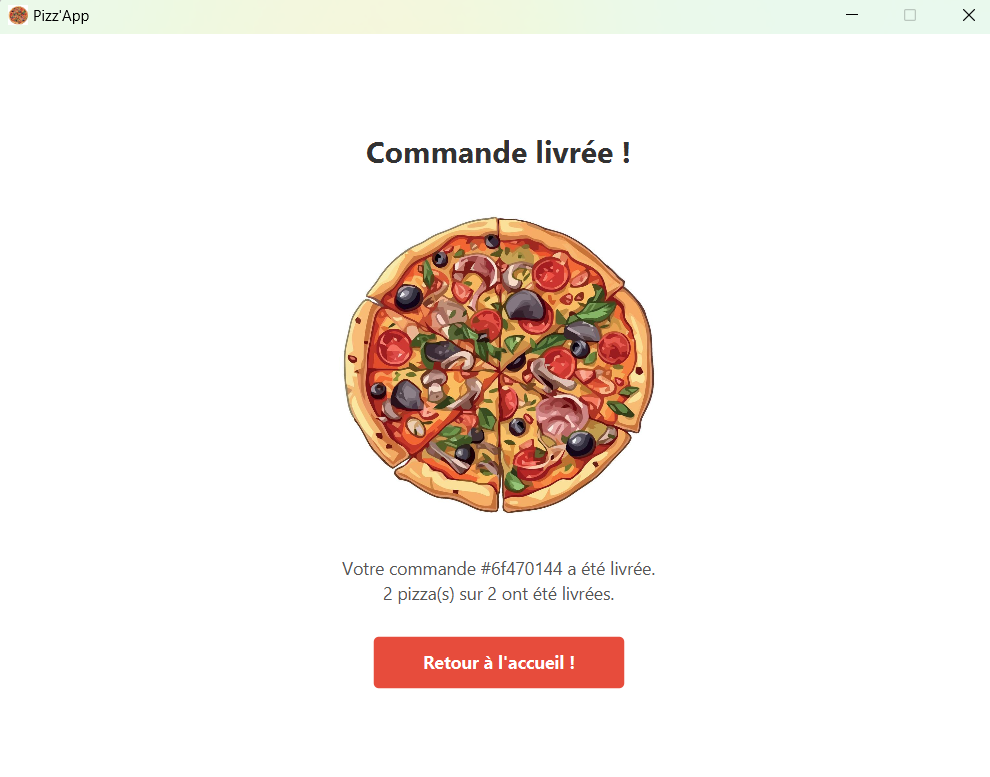 Pizz'App
Commande livrée !
Votre commande #6f470144 a été livrée.
2 pizza(s) sur 2 ont été livrées.
Retour à l'accueil !